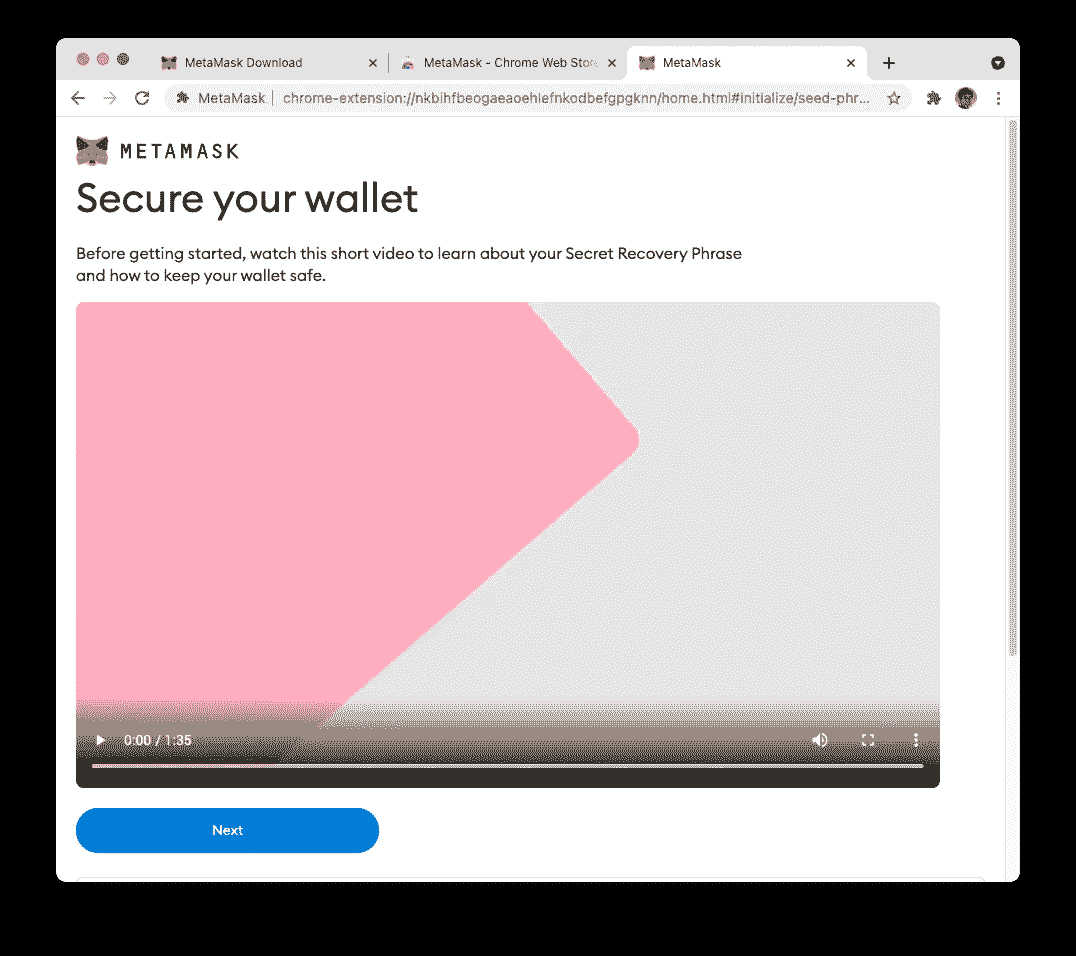 MetaMask Download
MetaMask - Chrome Web Stor
MetaMask
MetaMask
chrome-extension://nkbihfbeogaeaoehlefnkodbefgpgknn/home.html#initialize/seed-phr...
METAMASK
Secure your wallet
Before getting started, watch this short video to learn about your Secret Recovery Phrase
and how to keep your wallet safe.
0:00 / 1:35
Next